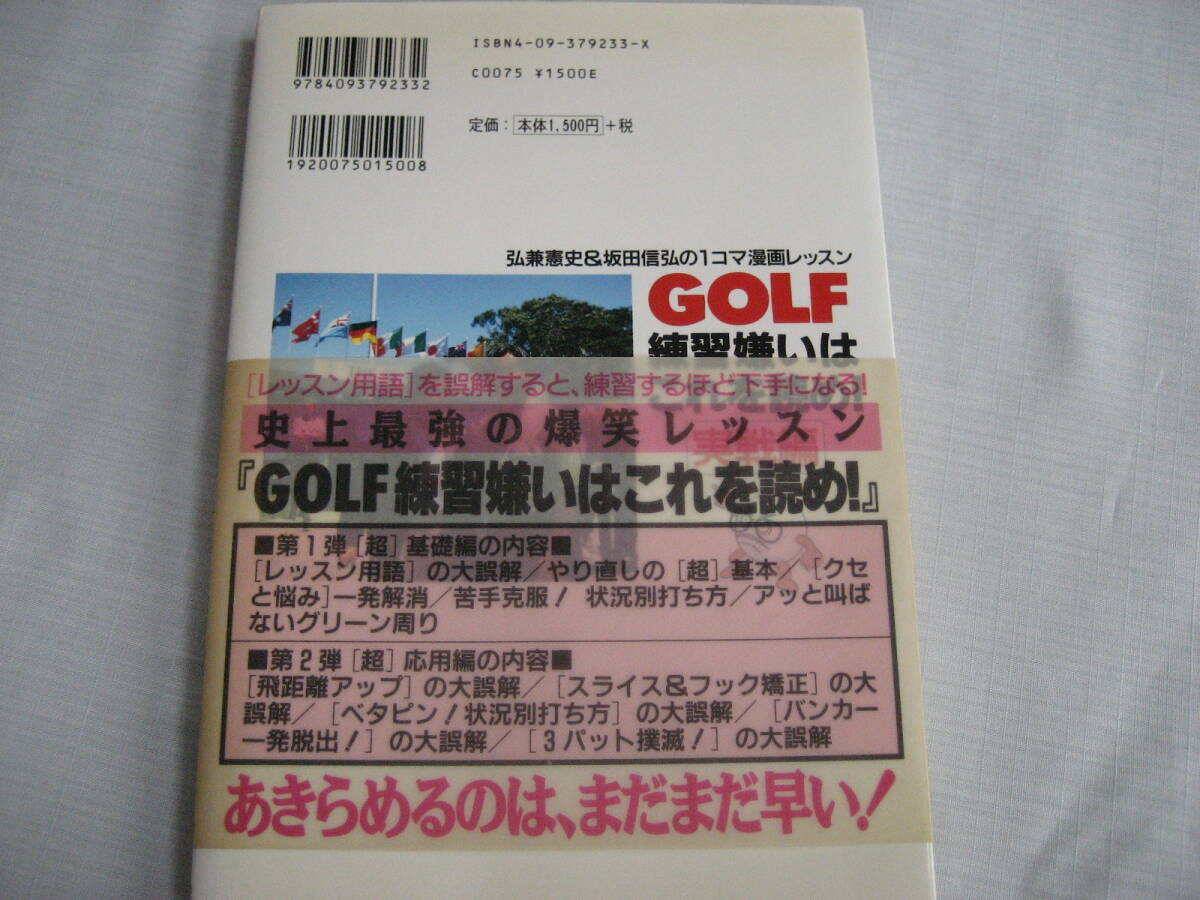 ISBN4-09-379233-X
9784093792332
C0075 ¥1500E
定価：本体1,500円+税
1920075015008
弘兼憲史&坂田信弘の1コマ漫画レッスン
GOLF
練習嫌いは
これを読め!
実戦編
[レッスン用語]を誤解すると、練習するほど下手になる!
史上最強の爆笑レッスン
『GOLF練習嫌いはこれを読め!』
■第1弾[超]基礎編の内容■
[レッスン用語]の大誤解／やり直しの[超]基本／[クセ
と悩み]一発解消／苦手克服! 状況別打ち方／アッと叫ば
ないグリーン周り
■第2弾[超]応用編の内容■
[飛距離アップ]の大誤解／[スライス&フック矯正]の大
誤解／[ベタピン!状況別打ち方]の大誤解／[バンカー
一発脱出!]の大誤解／[3パット撲滅!]の大誤解
あきらめるのは、まだまだ早い!